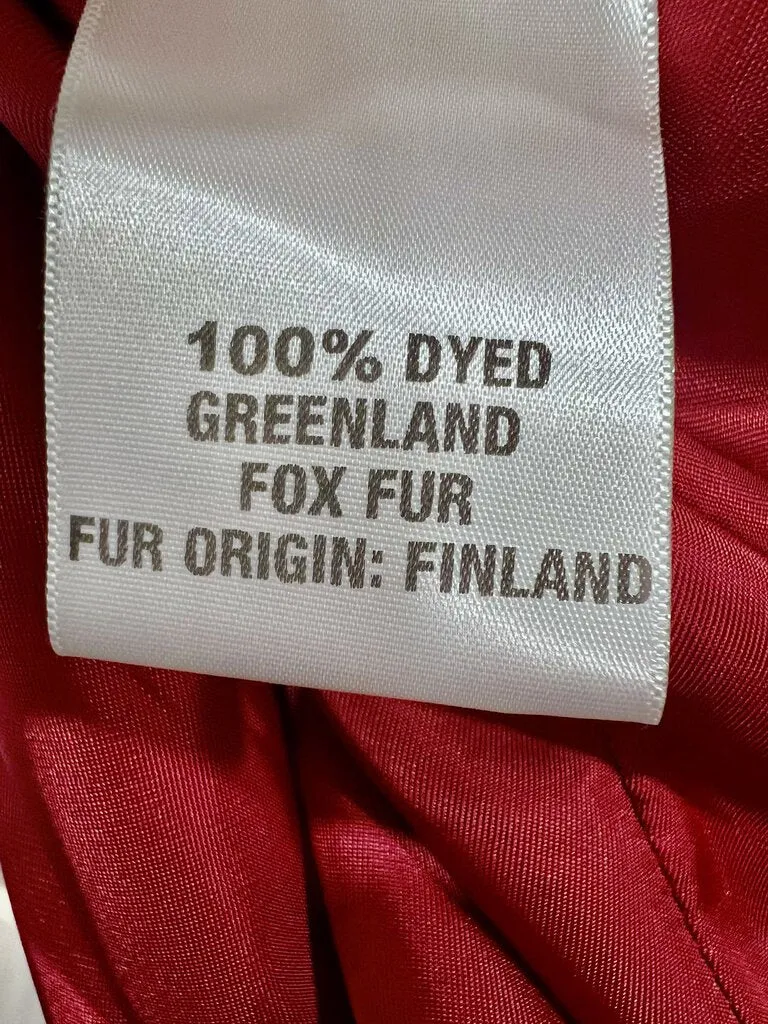 100% DYED
GREENLAND
FOX FUR
FUR ORIGIN: FINLAND